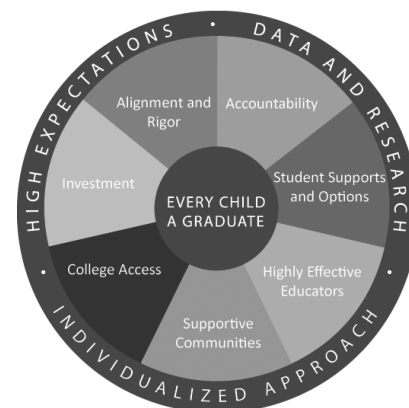 HIGH EXPECTATIONS • DATA AND RESEARCH • INDIVIDUALIZED APPROACH •
Alignment and
Rigor
Accountability
Investment
EVERY CHILD
A GRADUATE
Student Supports
and Options
College Access
Highly Effective
Educators
Supportive
Communities